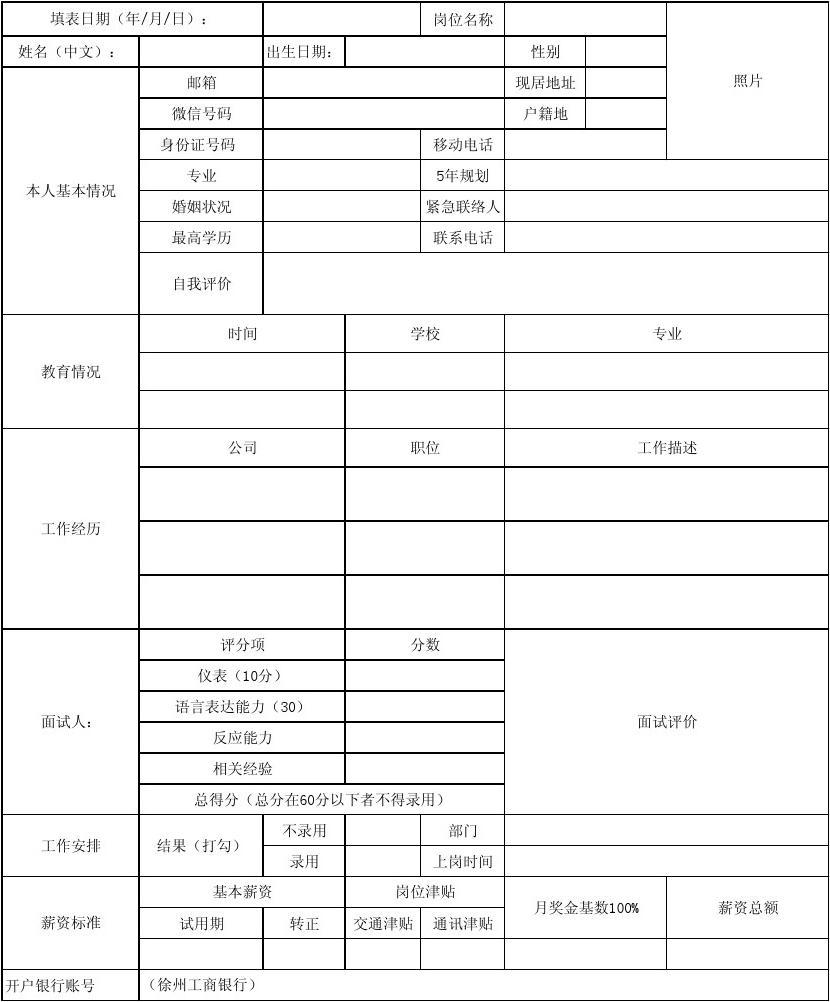 填表日期（年/月/日）： 岗位名称
姓名（中文）： 出生日期： 性别
照片
邮箱 现居地址
微信号码 户籍地
身份证号码 移动电话
本人基本情况
专业 5年规划
婚姻状况 紧急联络人
最高学历 联系电话
自我评价
时间 学校 专业
教育情况
公司 职位 工作描述
工作经历
评分项 分数
仪表（10分）
语言表达能力（30）
面试人： 面试评价
反应能力
相关经验
总得分（总分在60分以下者不得录用）
工作安排 结果（打勾） 不录用 部门
录用 上岗时间
基本薪资 岗位津贴
薪资标准 月奖金基数100% 薪资总额
试用期 转正 交通津贴 通讯津贴
开户银行账号 （徐州工商银行）